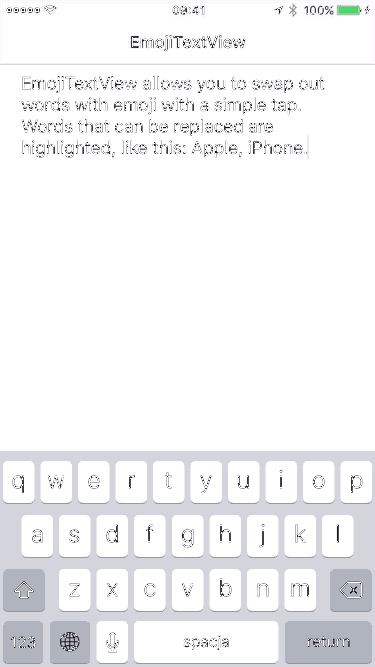 09:41 100%
EmojiTextView
EmojiTextView allows you to swap out
words with emoji with a simple tap.
Words that can be replaced are
highlighted, like this: Apple, iPhone.
q w e r t y u i o p
a s d f g h j k l
z x c v b n m
123 spacja return